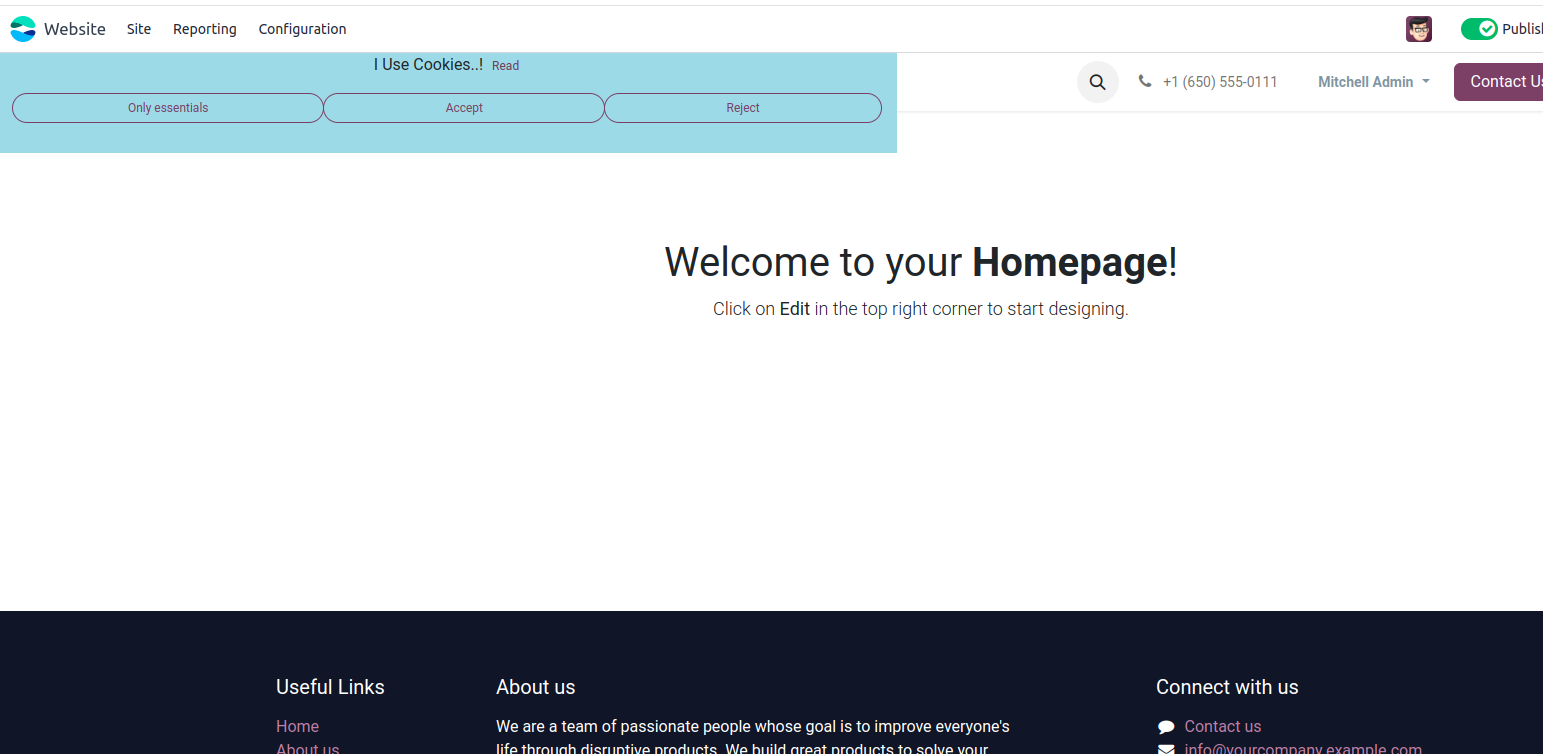 Website Site Reporting Configuration Publish
I Use Cookies..! Read
Only essentials Accept Reject
+1 (650) 555-0111 Mitchell Admin Contact Us
Welcome to your Homepage!
Click on Edit in the top right corner to start designing.
Useful Links
Home
About us
About us
We are a team of passionate people whose goal is to improve everyone's
life through disruptive products. We build great products to solve your
Connect with us
Contact us
info@yourcompany.example.com